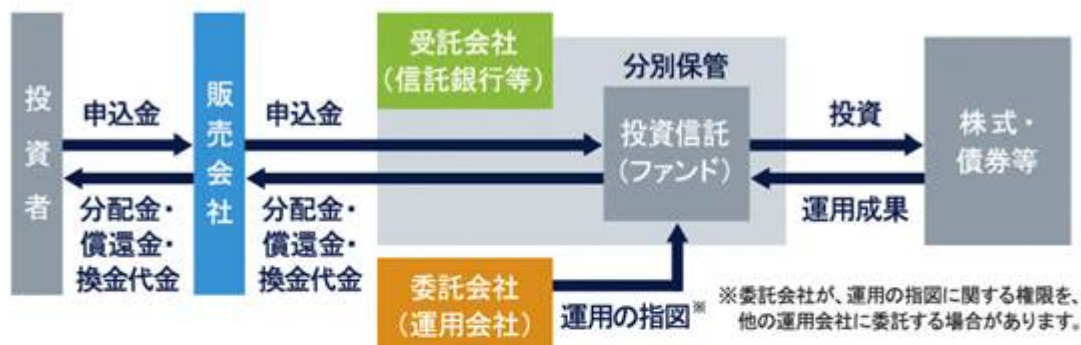 投資者
申込金
分配金・
償還金・
換金代金
販売会社
申込金
分配金・
償還金・
換金代金
受託会社
(信託銀行等)
分別保管
投資信託
(ファンド)
委託会社
(運用会社)
運用の指図※
投資
運用成果
株式・
債券等
※委託会社が、運用の指図に関する権限を、
他の運用会社に委託する場合があります。